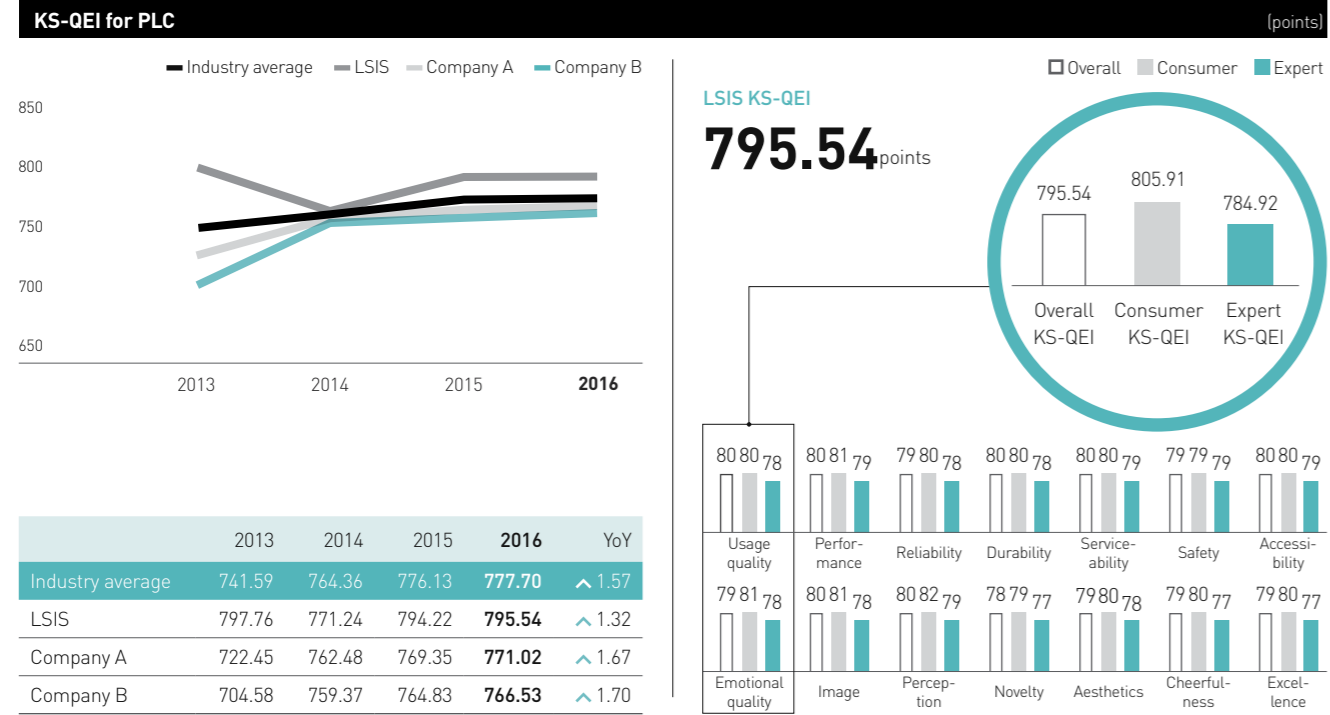 KS-QEI for PLC
(points)
Industry average LSIS Company A Company B
850
800
750
700
650
2013 2014 2015 2016
2013 2014 2015 2016 YoY
Industry average 741.59 764.36 776.13 777.70 1.57
LSIS 797.76 771.24 794.22 795.54 1.32
Company A 722.45 762.48 769.35 771.02 1.67
Company B 704.58 759.37 764.83 766.53 1.70
Overall Consumer Expert
LSIS KS-QEI
795.54 points
795.54 805.91 784.92
Overall Consumer Expert
KS-QEI KS-QEI KS-QEI
80 80 78 80 81 79 79 80 78 80 80 78 80 80 79 79 79 79 80 80 79
Usage Perfor- Reliability Durability Service- Safety Accessi-
quality mance ability bility
79 81 78 80 81 78 80 82 79 78 79 77 79 80 78 79 80 77 79 80 77
Emotional Image Percep- Novelty Aesthetics Cheerful- Excel-
quality tion ness lence